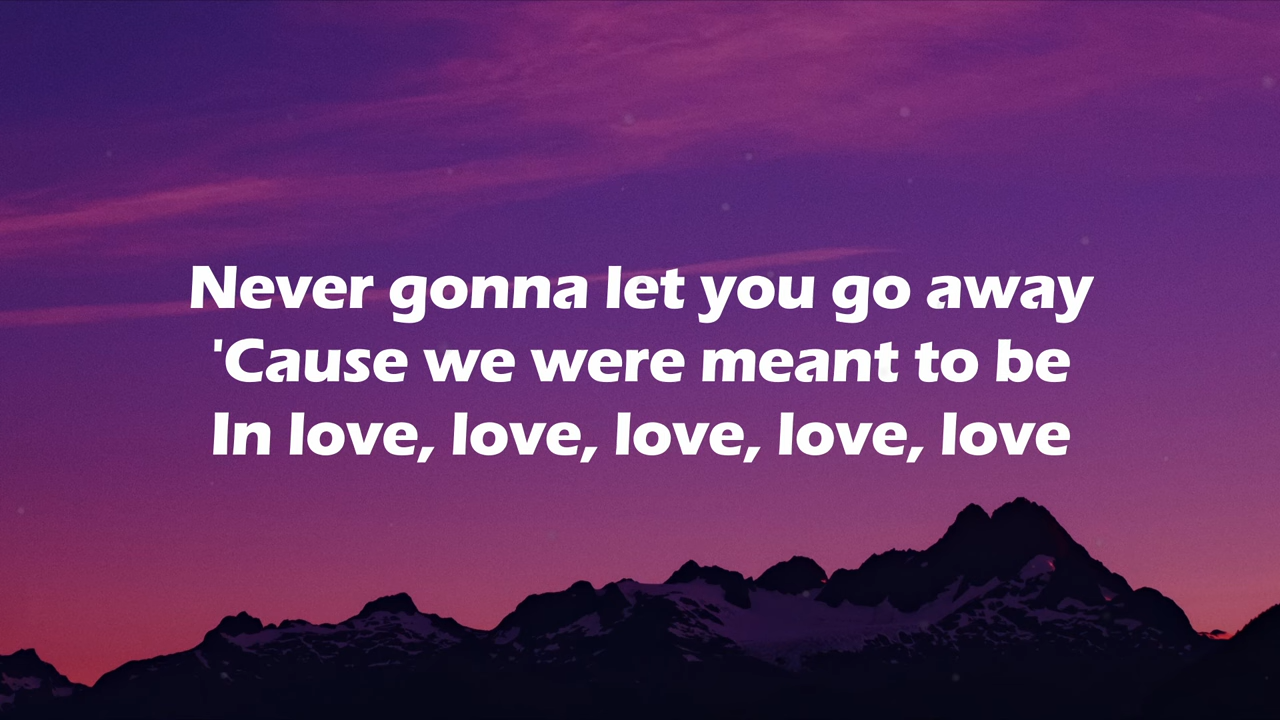 Never gonna let you go away
'Cause we were meant to be
In love, love, love, love, love